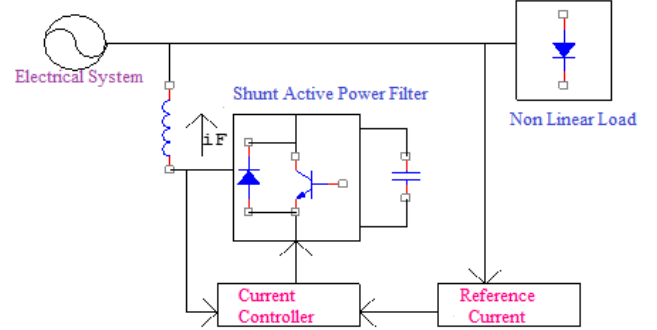 Electrical System
Shunt Active Power Filter
Non Linear Load
iF
Current
Controller
Reference
Current